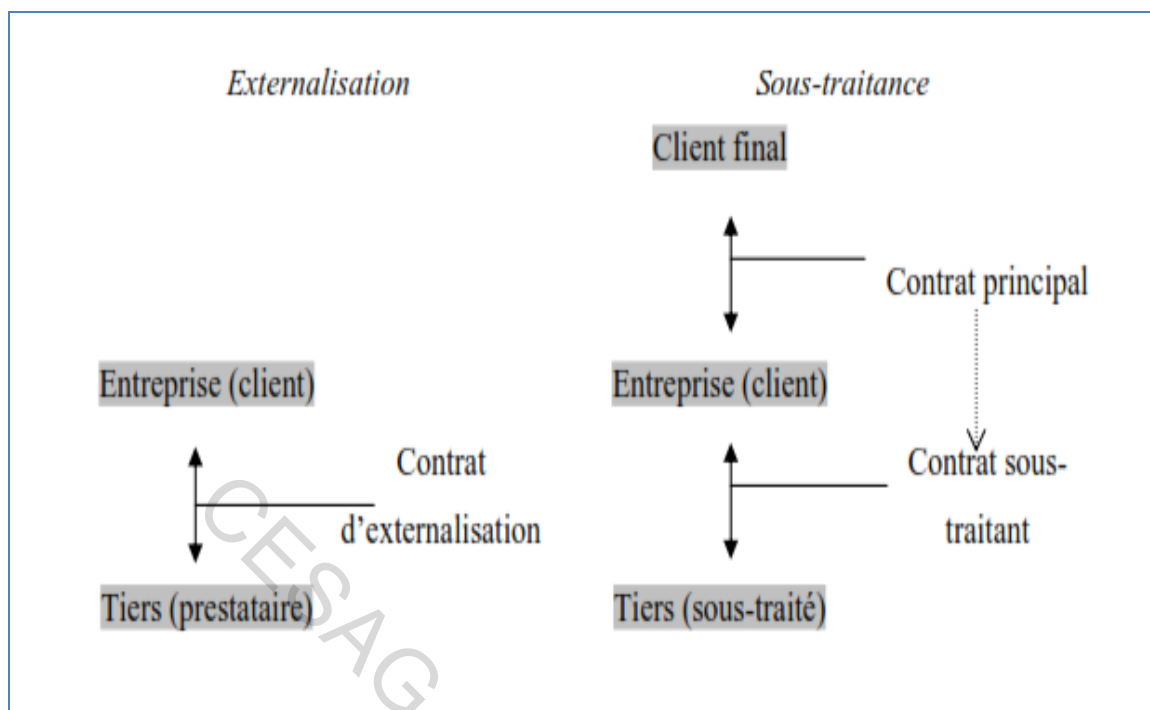 Externalisation
Sous-traitance
Client final
Contrat principal
Entreprise (client)
Entreprise (client)
Contrat
d'externalisation
Contrat sous-
traitant
Tiers (prestataire)
Tiers (sous-traité)
CESAG